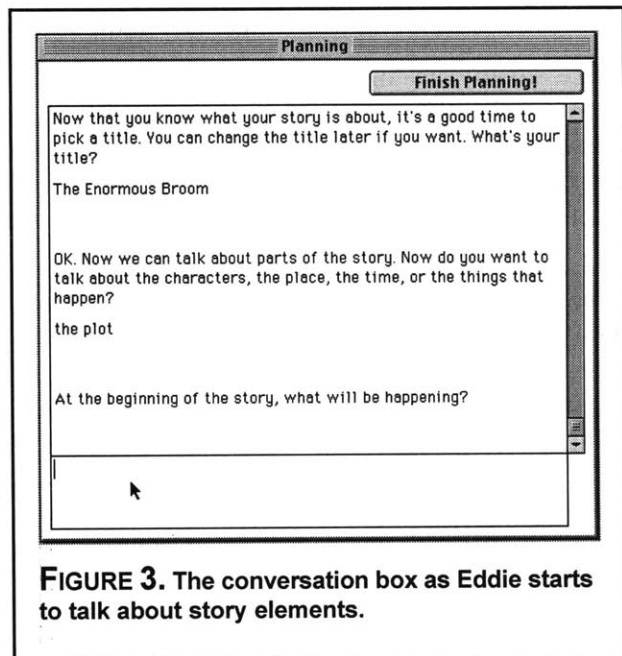 Planning
Finish Planning!
Now that you know what your story is about, it's a good time to
pick a title. You can change the title later if you want. What's your
title?
The Enormous Broom
OK. Now we can talk about parts of the story. Now do you want to
talk about the characters, the place, the time, or the things that
happen?
the plot
At the beginning of the story, what will be happening?
FIGURE 3. The conversation box as Eddie starts
to talk about story elements.